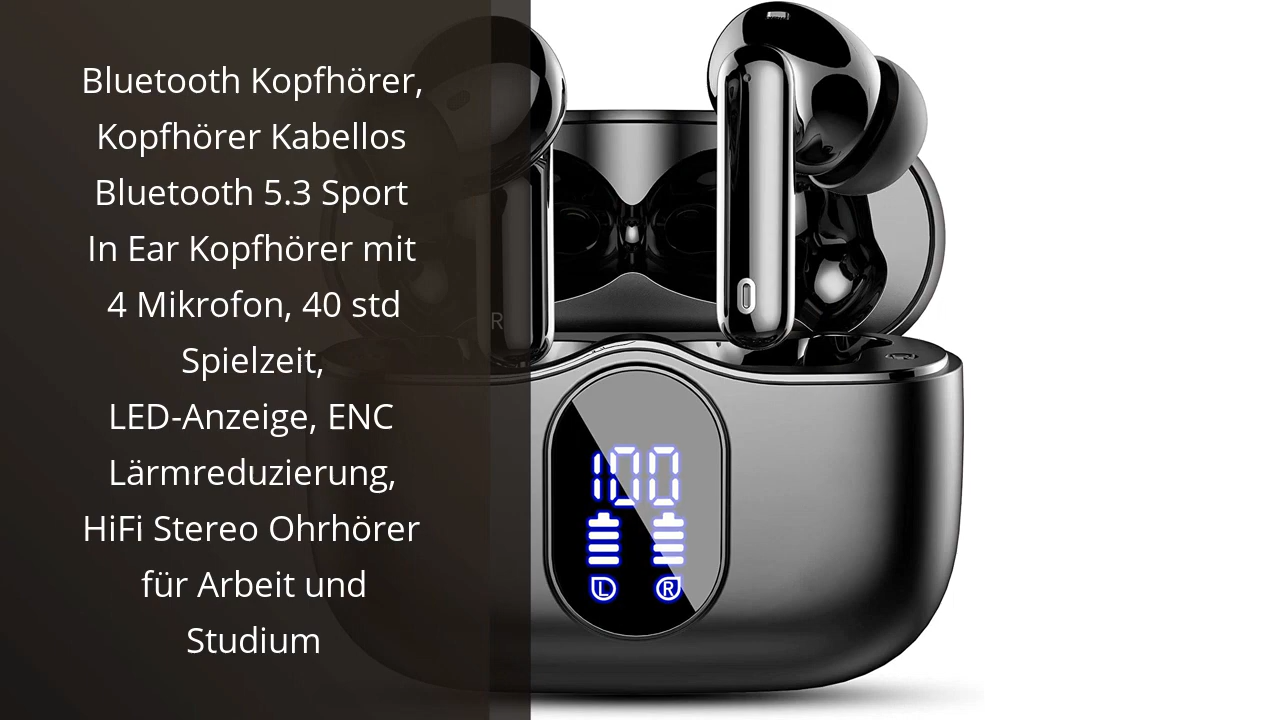 Bluetooth Kopfhörer,
Kopfhörer Kabellos
Bluetooth 5.3 Sport
In Ear Kopfhörer mit
4 Mikrofon, 40 std
Spielzeit,
LED-Anzeige, ENC
Lärmreduzierung,
HiFi Stereo Ohrhörer
für Arbeit und
Studium
R
100
L R